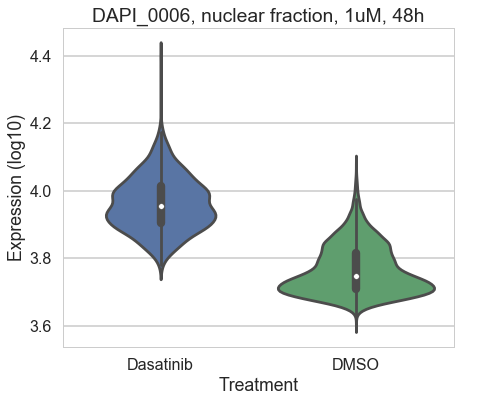 DAPI_0006, nuclear fraction, 1uM, 48h
Expression (log10)
4.4
4.2
4.0
3.8
3.6
Dasatinib DMSO
Treatment